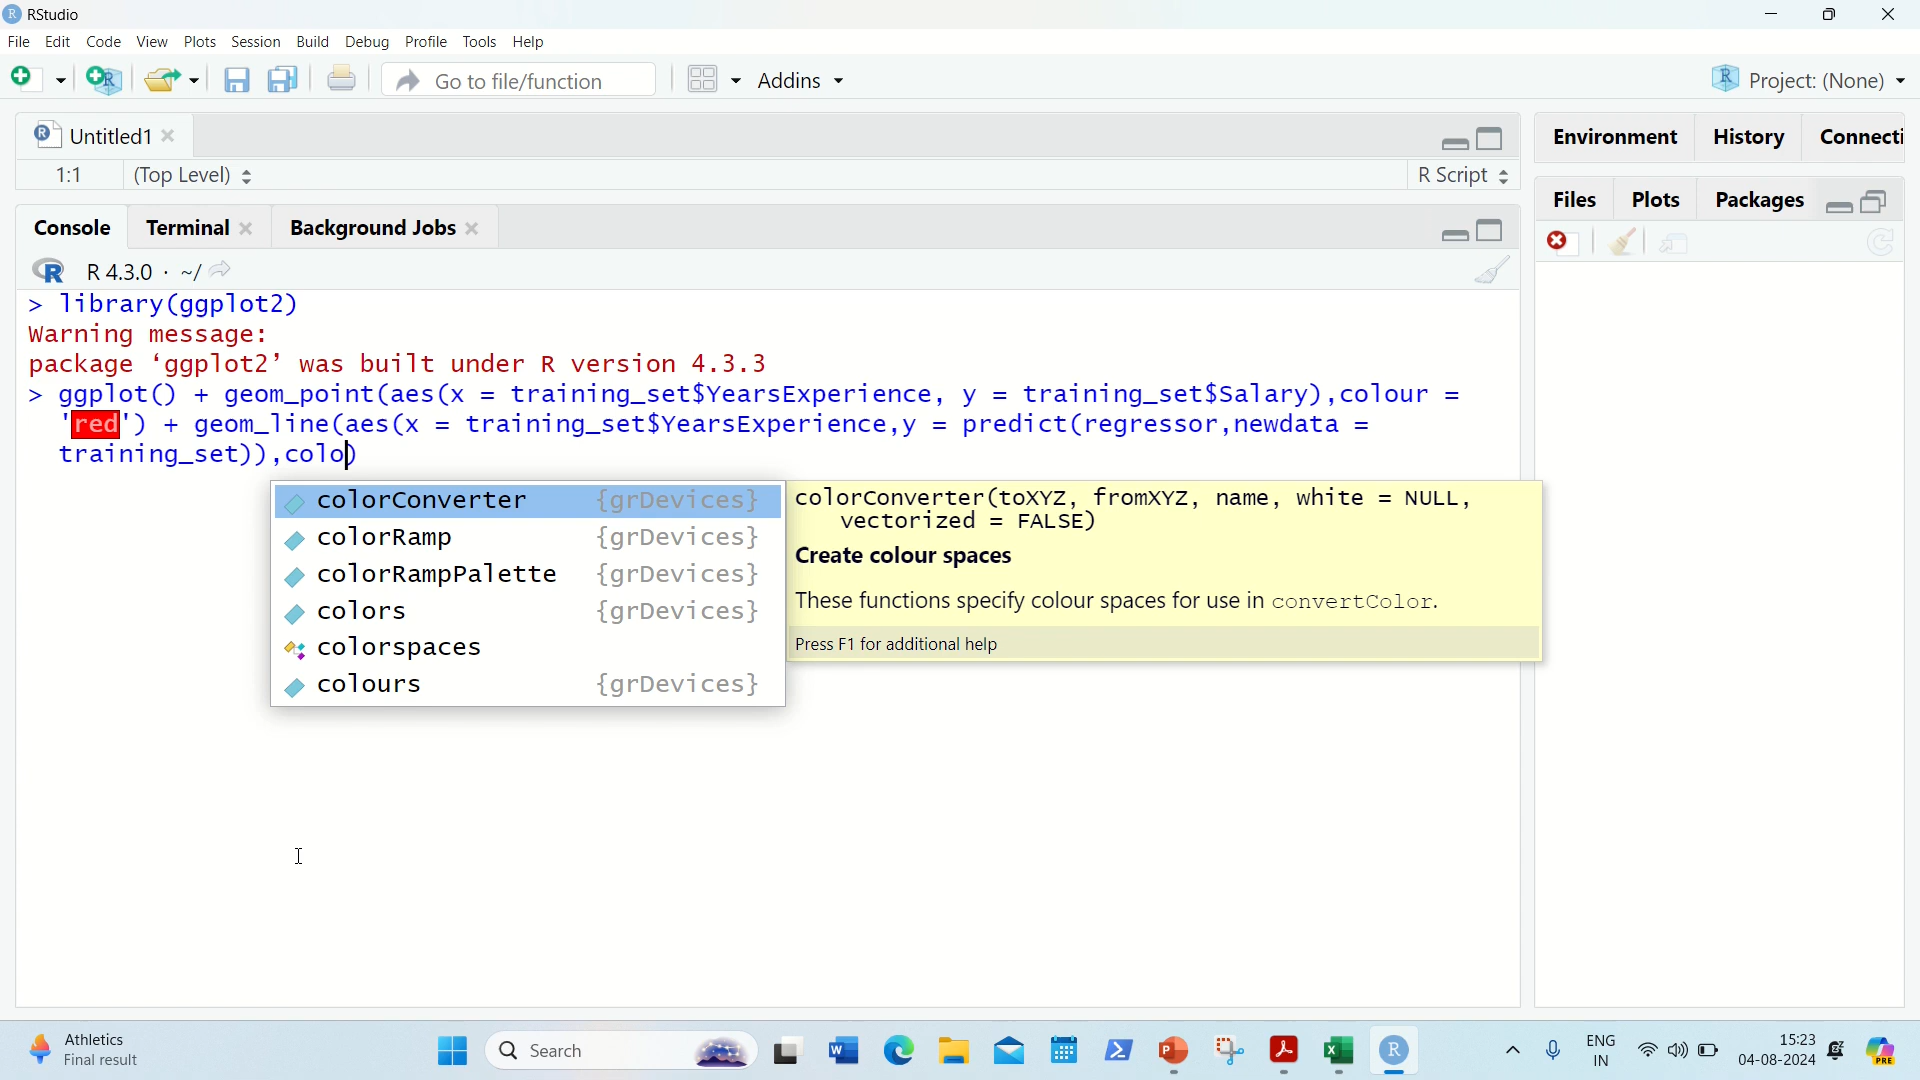 RStudio
File Edit Code View Plots Session Build Debug Profile Tools Help
Go to file/function Addins Project: (None)
Untitled1 Environment History Connecti
1:1 (Top Level) R Script
Files Plots Packages
Console Terminal Background Jobs
R 4.3.0 · ~/
> library(ggplot2)
Warning message:
package ‘ggplot2’ was built under R version 4.3.3
> ggplot() + geom_point(aes(x = training_set$YearsExperience, y = training_set$Salary),colour =
'red') + geom_line(aes(x = training_set$YearsExperience,y = predict(regressor,newdata =
training_set)),colo)
colorConverter {grDevices}
colorRamp {grDevices}
colorRampPalette {grDevices}
colors {grDevices}
colorspaces
colours {grDevices}
colorConverter(toXYZ, fromXYZ, name, white = NULL,
vectorized = FALSE)
Create colour spaces
These functions specify colour spaces for use in convertColor.
Press F1 for additional help
Athletics
Final result
Search
ENG
IN
15:23
04-08-2024
PRE